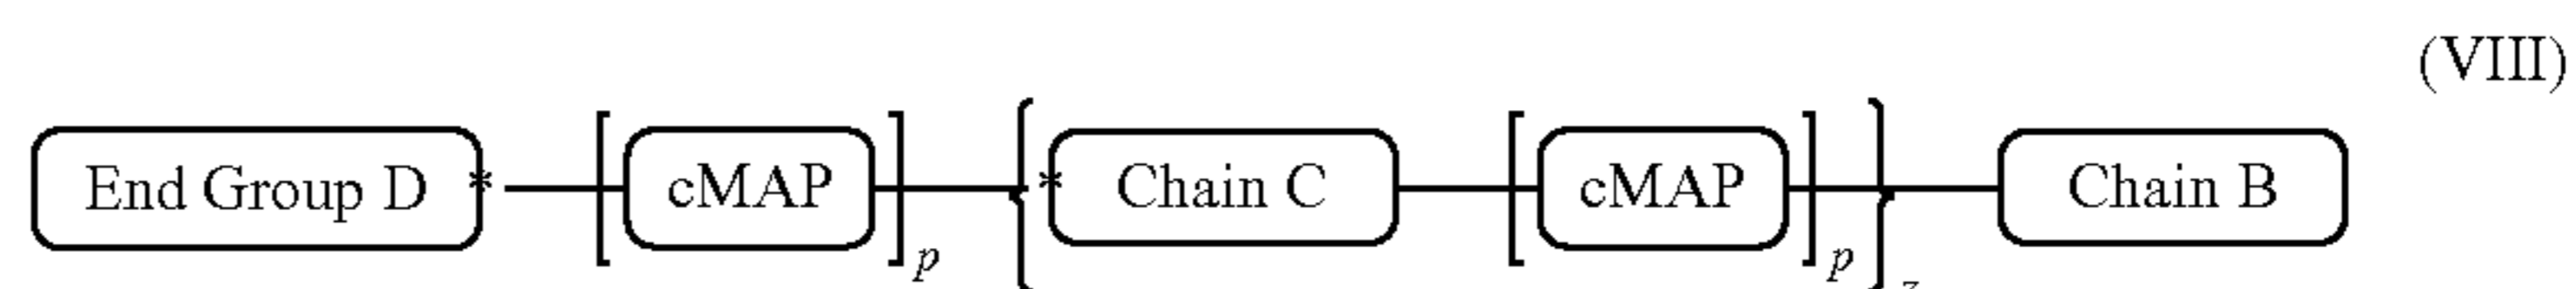 (VIII)
End Group D * [ cMAP ]p { * Chain C [ cMAP ]p }z Chain B